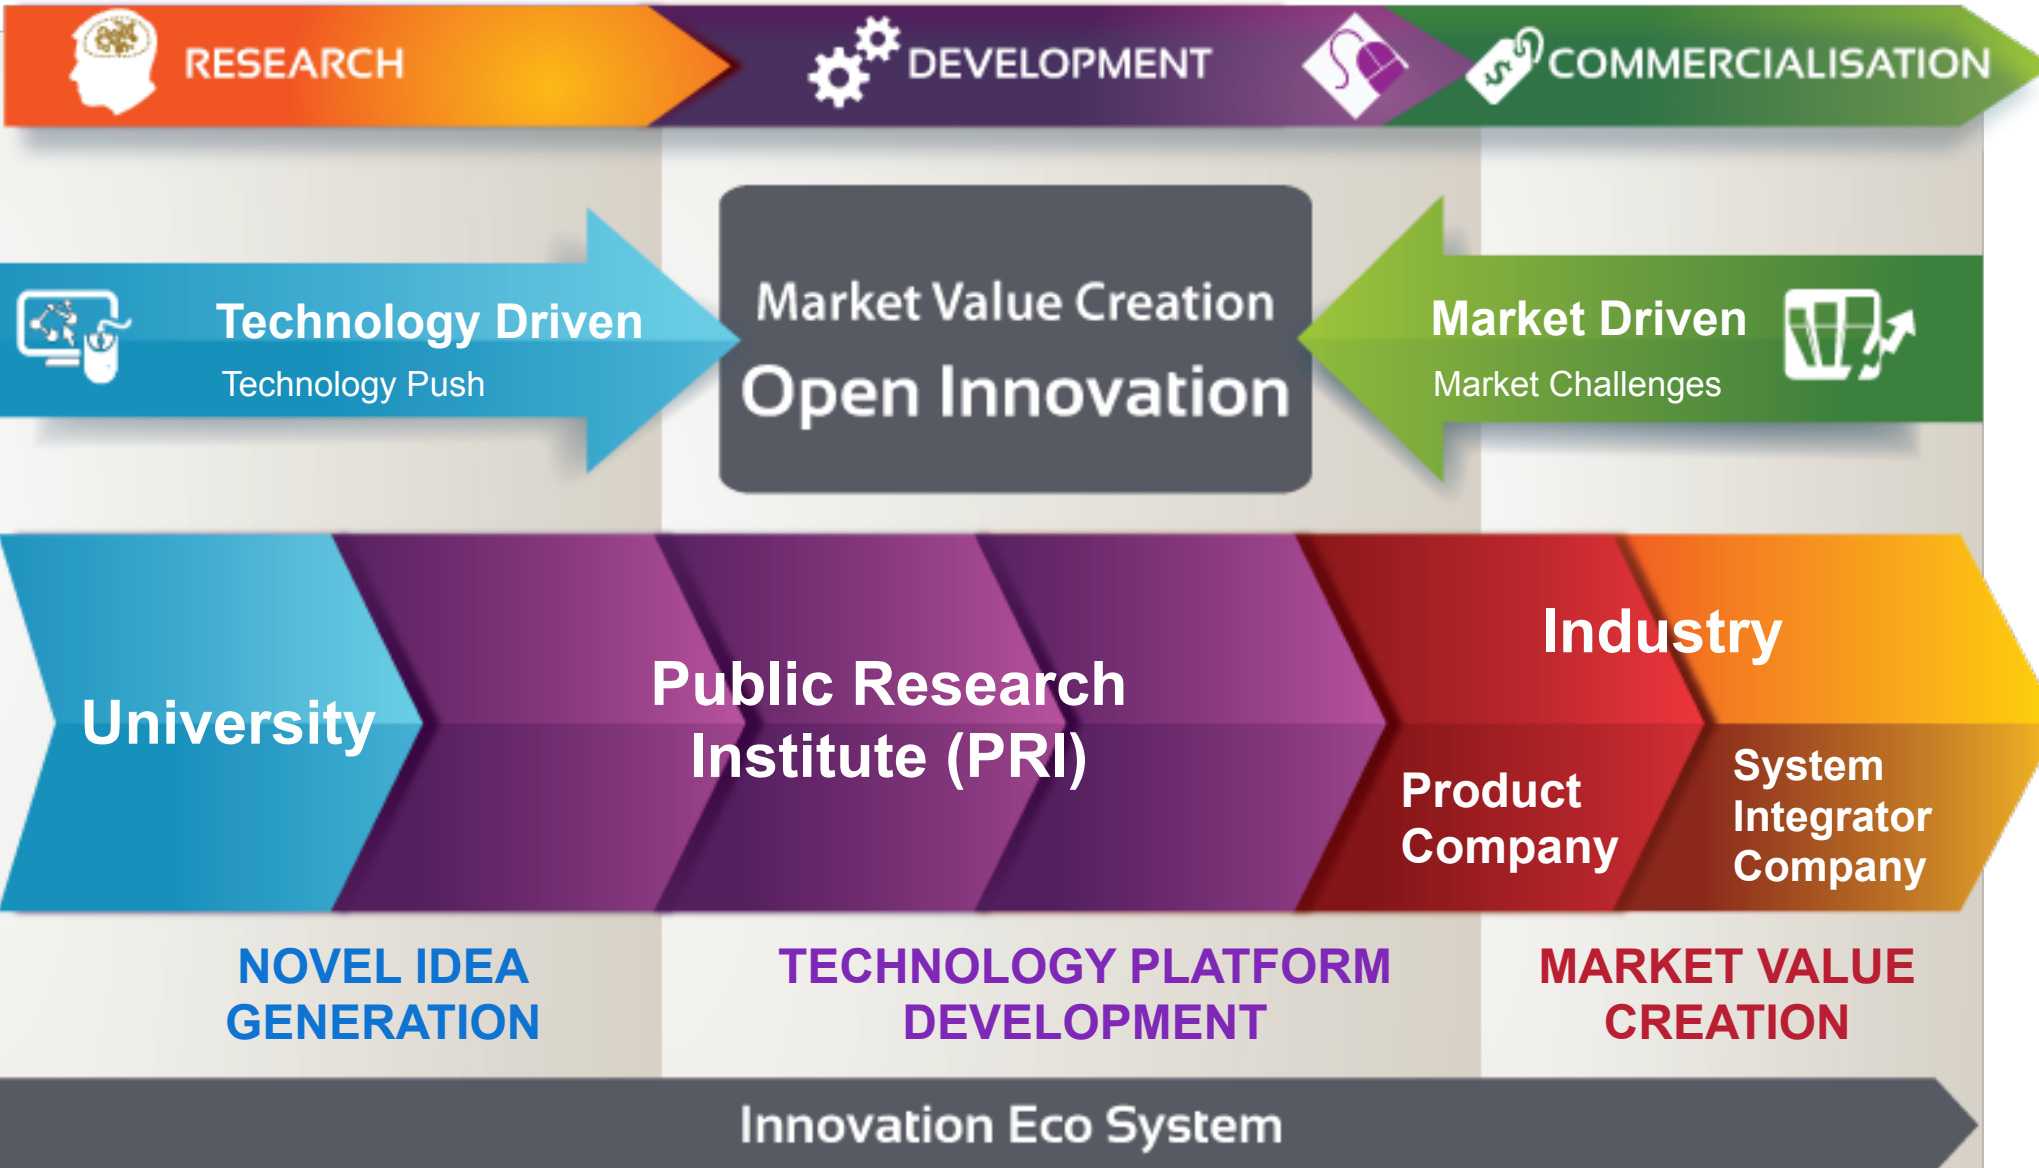 RESEARCH
DEVELOPMENT
COMMERCIALISATION
Technology Driven
Technology Push
Market Value Creation
Open Innovation
Market Driven
Market Challenges
University
Public Research
Institute (PRI)
Industry
Product
Company
System
Integrator
Company
NOVEL IDEA
GENERATION
TECHNOLOGY PLATFORM
DEVELOPMENT
MARKET VALUE
CREATION
Innovation Eco System